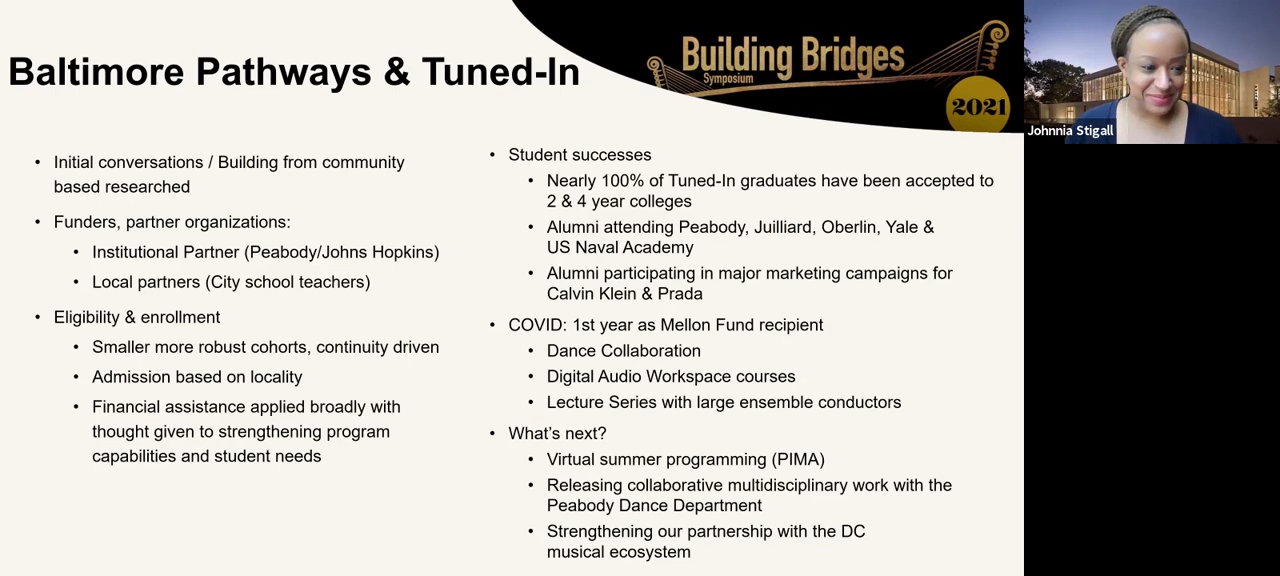 Baltimore Pathways & Tuned-In
Building Bridges
Symposium
2021
Johnnia Stigall
• Initial conversations / Building from community
based researched
• Funders, partner organizations:
• Institutional Partner (Peabody/Johns Hopkins)
• Local partners (City school teachers)
• Eligibility & enrollment
• Smaller more robust cohorts, continuity driven
• Admission based on locality
• Financial assistance applied broadly with
thought given to strengthening program
capabilities and student needs
• Student successes
• Nearly 100% of Tuned-In graduates have been accepted to
2 & 4 year colleges
• Alumni attending Peabody, Juilliard, Oberlin, Yale &
US Naval Academy
• Alumni participating in major marketing campaigns for
Calvin Klein & Prada
• COVID: 1st year as Mellon Fund recipient
• Dance Collaboration
• Digital Audio Workspace courses
• Lecture Series with large ensemble conductors
• What’s next?
• Virtual summer programming (PIMA)
• Releasing collaborative multidisciplinary work with the
Peabody Dance Department
• Strengthening our partnership with the DC
musical ecosystem